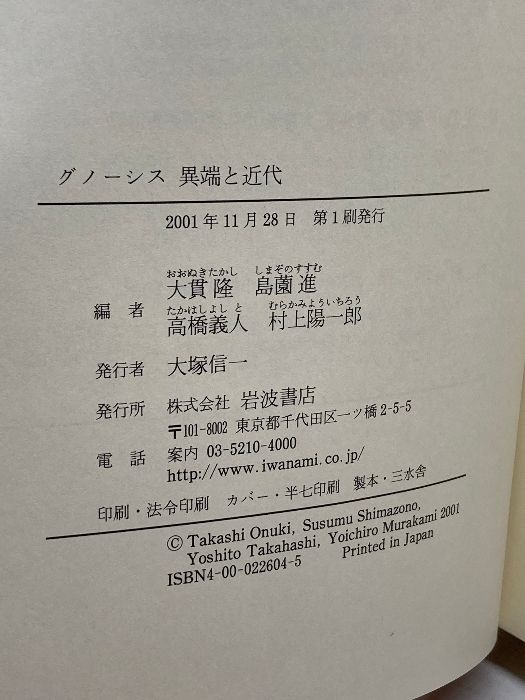 グノーシス 異端と近代
2001年11月28日 第1刷発行
おおぬきたかし しまぞのすすむ
編者 大貫隆 島薗進
たかはしよしと むらかみよういちろう
高橋義人 村上陽一郎
発行者 大塚信一
発行所 株式会社 岩波書店
〒101-8002 東京都千代田区一ツ橋2-5-5
電話 案内 03-5210-4000
http://www.iwanami.co.jp/
印刷・法令印刷 カバー・半七印刷 製本・三水舎
© Takashi Onuki, Susumu Shimazono,
Yoshito Takahashi, Yoichiro Murakami 2001
ISBN4-00-022604-5 Printed in Japan